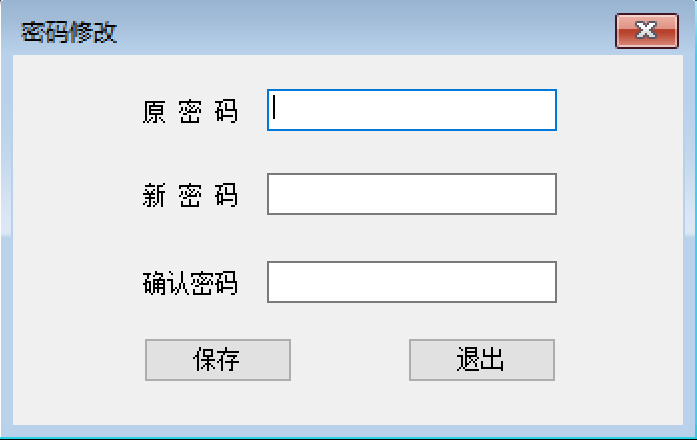 密码修改
原 密 码
新 密 码
确认密码
保存 退出